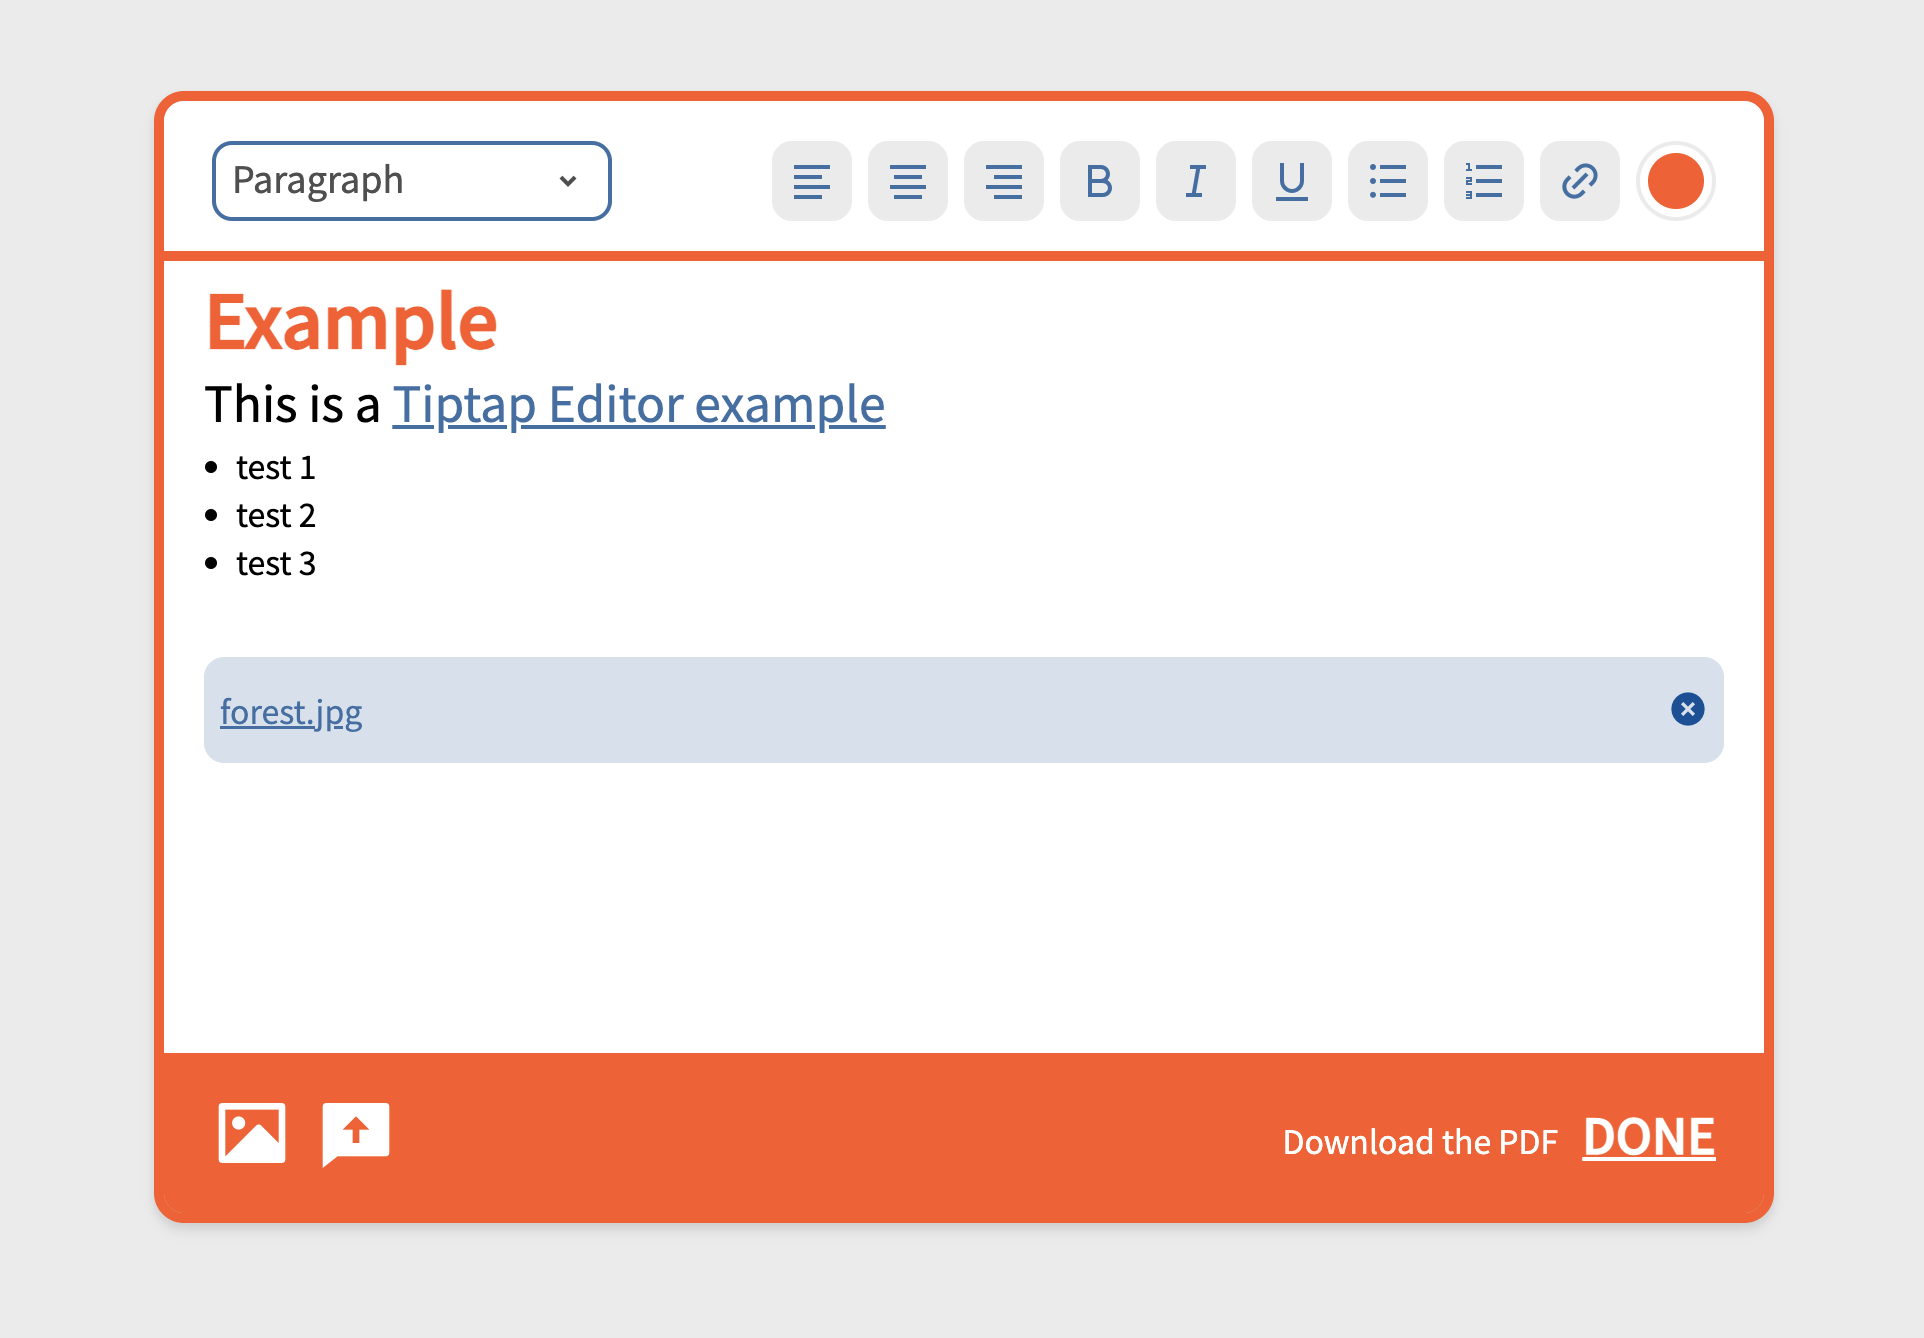 Paragraph
B I U
Example
This is a Tiptap Editor example
• test 1
• test 2
• test 3
forest.jpg
Download the PDF DONE